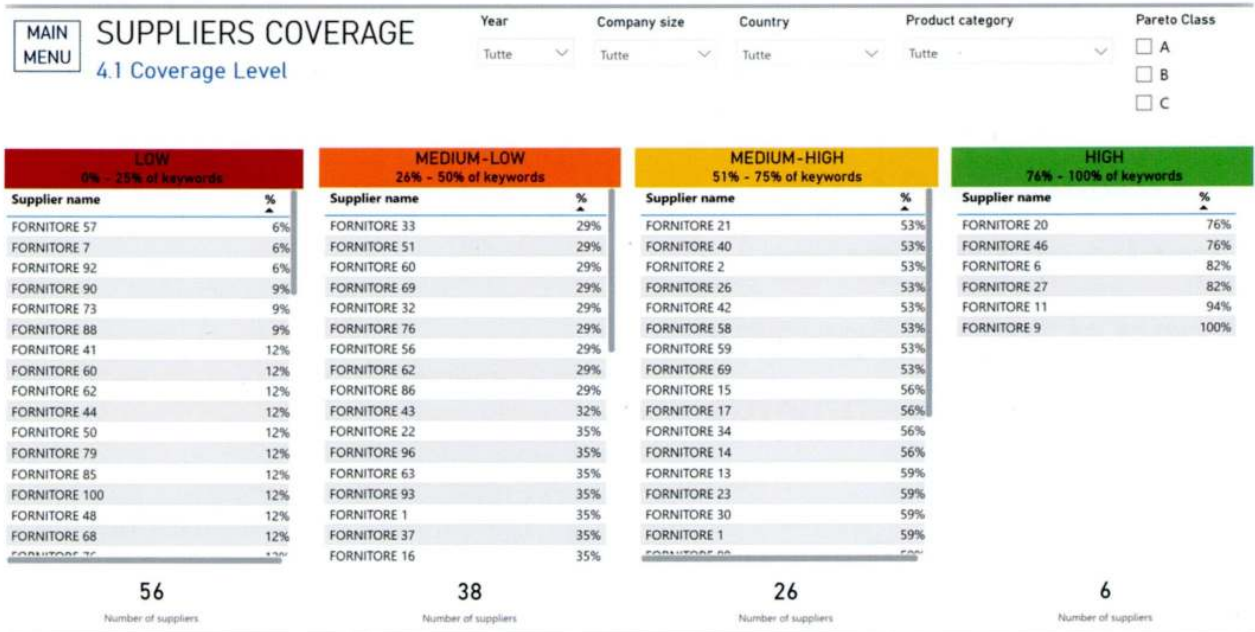 MAIN
MENU
SUPPLIERS COVERAGE
4.1 Coverage Level
Year
Tutte
Company size
Tutte
Country
Tutte
Product category
Tutte
Pareto Class
A
B
C
LOW
0% - 25% of keywords
Supplier name %
FORNITORE 57 6%
FORNITORE 7 6%
FORNITORE 92 6%
FORNITORE 90 9%
FORNITORE 73 9%
FORNITORE 88 9%
FORNITORE 41 12%
FORNITORE 60 12%
FORNITORE 62 12%
FORNITORE 44 12%
FORNITORE 50 12%
FORNITORE 79 12%
FORNITORE 85 12%
FORNITORE 100 12%
FORNITORE 48 12%
FORNITORE 68 12%
56
Number of suppliers
MEDIUM-LOW
26% - 50% of keywords
Supplier name %
FORNITORE 33 29%
FORNITORE 51 29%
FORNITORE 60 29%
FORNITORE 69 29%
FORNITORE 32 29%
FORNITORE 76 29%
FORNITORE 56 29%
FORNITORE 62 29%
FORNITORE 86 29%
FORNITORE 43 32%
FORNITORE 22 35%
FORNITORE 96 35%
FORNITORE 63 35%
FORNITORE 93 35%
FORNITORE 1 35%
FORNITORE 37 35%
FORNITORE 16 35%
38
Number of suppliers
MEDIUM-HIGH
51% - 75% of keywords
Supplier name %
FORNITORE 21 53%
FORNITORE 40 53%
FORNITORE 2 53%
FORNITORE 26 53%
FORNITORE 42 53%
FORNITORE 58 53%
FORNITORE 59 53%
FORNITORE 69 53%
FORNITORE 15 56%
FORNITORE 17 56%
FORNITORE 34 56%
FORNITORE 14 56%
FORNITORE 13 59%
FORNITORE 23 59%
FORNITORE 30 59%
FORNITORE 1 59%
26
Number of suppliers
HIGH
76% - 100% of keywords
Supplier name %
FORNITORE 20 76%
FORNITORE 46 76%
FORNITORE 6 82%
FORNITORE 27 82%
FORNITORE 11 94%
FORNITORE 9 100%
6
Number of suppliers